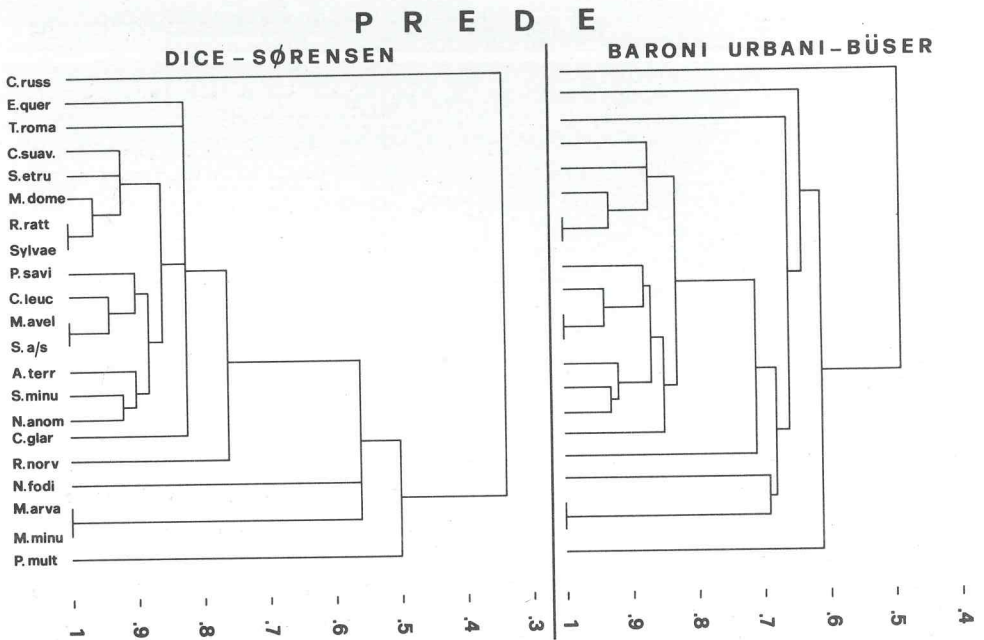 P R E D E
DICE – SØRENSEN
BARONI URBANI–BÜSER
C.russ
E.quer
T.roma
C.suav.
S.etru
M.dome
R.ratt
Sylvae
P.savi
C.leuc
M.avel
S.a/s
A.terr
S.minu
N.anom
C.glar
R.norv
N.fodi
M.arva
M.minu
P.mult
1 .9 .8 .7 .6 .5 .4 .3
1 .9 .8 .7 .6 .5 .4